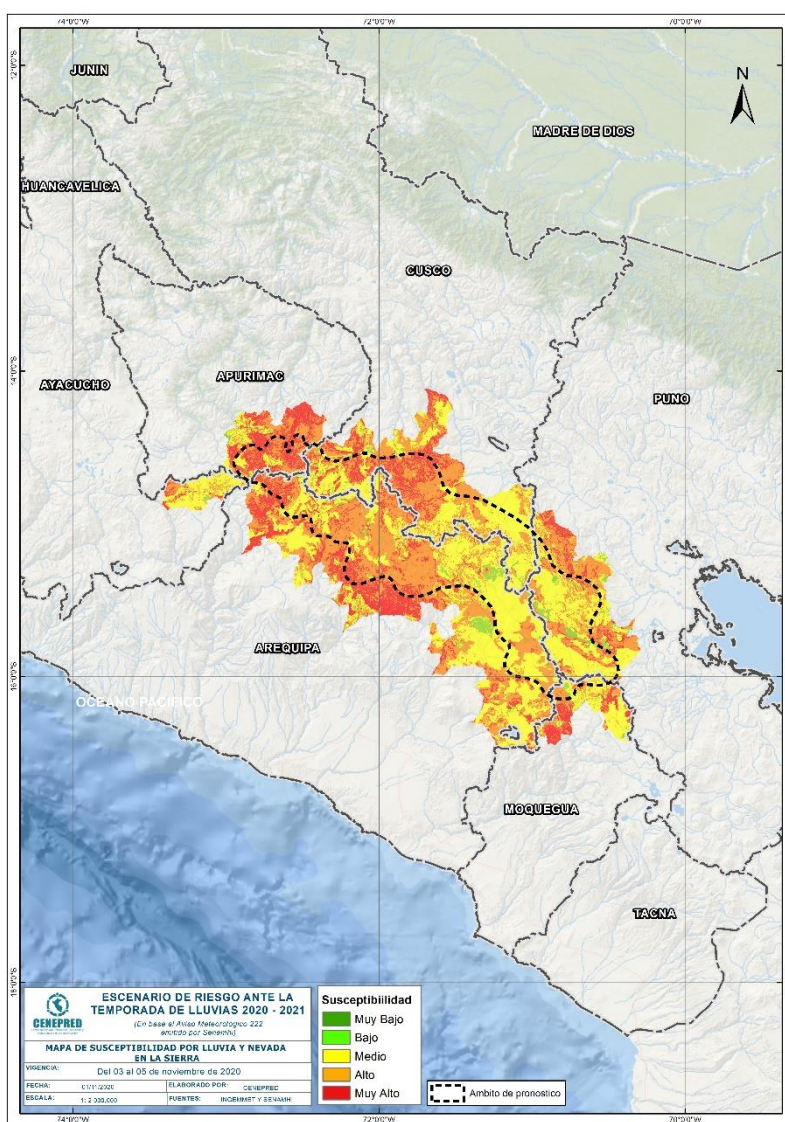 74°0'0"W 72°0'0"W 70°0'0"W
12°0'0"S
JUNIN
N
MADRE DE DIOS
HUANCAVELICA
CUSCO
14°0'0"S
APURIMAC
AYACUCHO
PUNO
AREQUIPA
16°0'0"S
OCEANO PACIFICO
MOQUEGUA
TACNA
18°0'0"S
CENEPRED
ESCENARIO DE RIESGO ANTE LA
TEMPORADA DE LLUVIAS 2020 - 2021
(En base al Aviso Meteorologico 222
emitido por Senamhi)
MAPA DE SUSCEPTIBILIDAD POR LLUVIA Y NEVADA
EN LA SIERRA
VIGENCIA: Del 03 al 05 de noviembre de 2020
FECHA: 01/11/2020 ELABORADO POR: CENEPRED
ESCALA: 1: 2 000,000 FUENTES: INGEMMET Y SENAMHI
Susceptibilidad
Muy Bajo
Bajo
Medio
Alto
Muy Alto
Ambito de pronostico
74°0'0"W 72°0'0"W 70°0'0"W